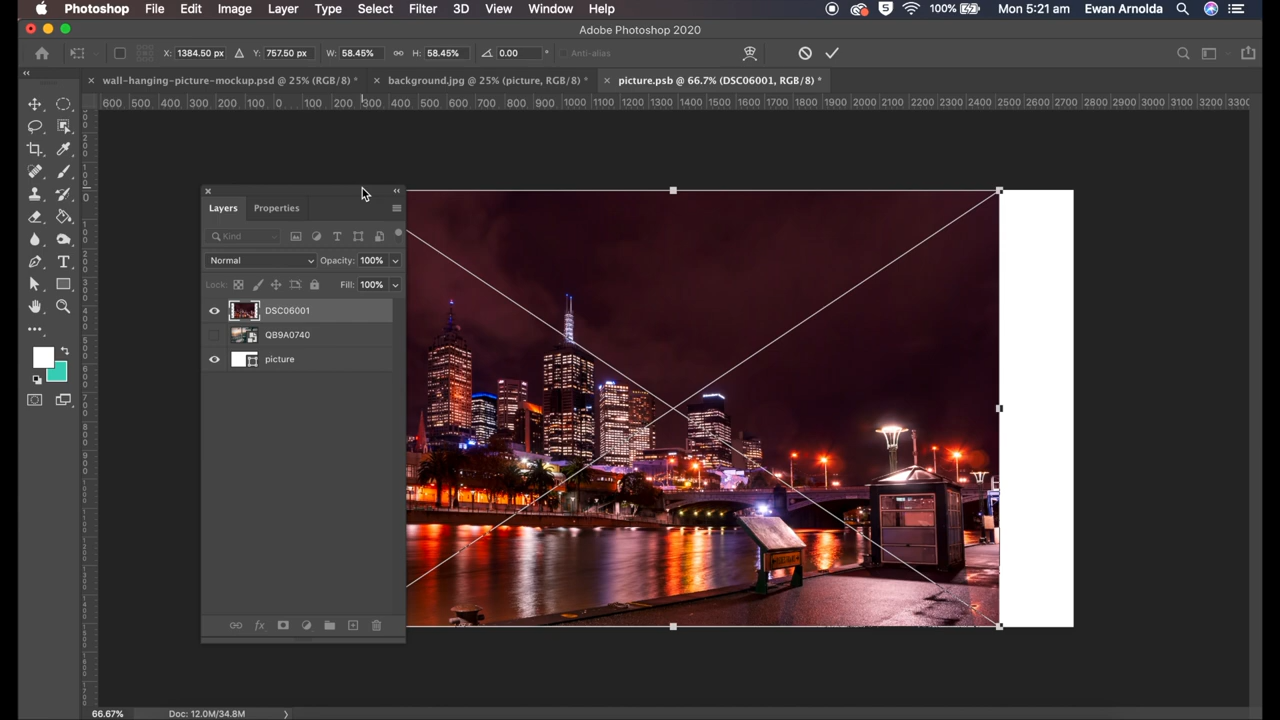 Photoshop File Edit Image Layer Type Select Filter 3D View Window Help 100% Mon 5:21 am Ewan Arnolda
Adobe Photoshop 2020
X: 1384.50 px Y: 757.50 px W: 58.45% H: 58.45% 0.00 ° Anti-alias
wall-hanging-picture-mockup.psd @ 25% (RGB/8) * background.jpg @ 25% (picture, RGB/8) * picture.psb @ 66.7% (DSC06001, RGB/8) *
600 500 400 300 200 100 0 100 200 300 400 500 600 700 800 900 1000 1100 1200 1300 1400 1500 1600 1700 1800 1900 2000 2100 2200 2300 2400 2500 2600 2700 2800 2900 3000 3100 3200 3300
Layers Properties
Kind
Normal Opacity: 100%
Lock: Fill: 100%
DSC06001
QB9A0740
picture
fx
66.67% Doc: 12.0M/34.8M